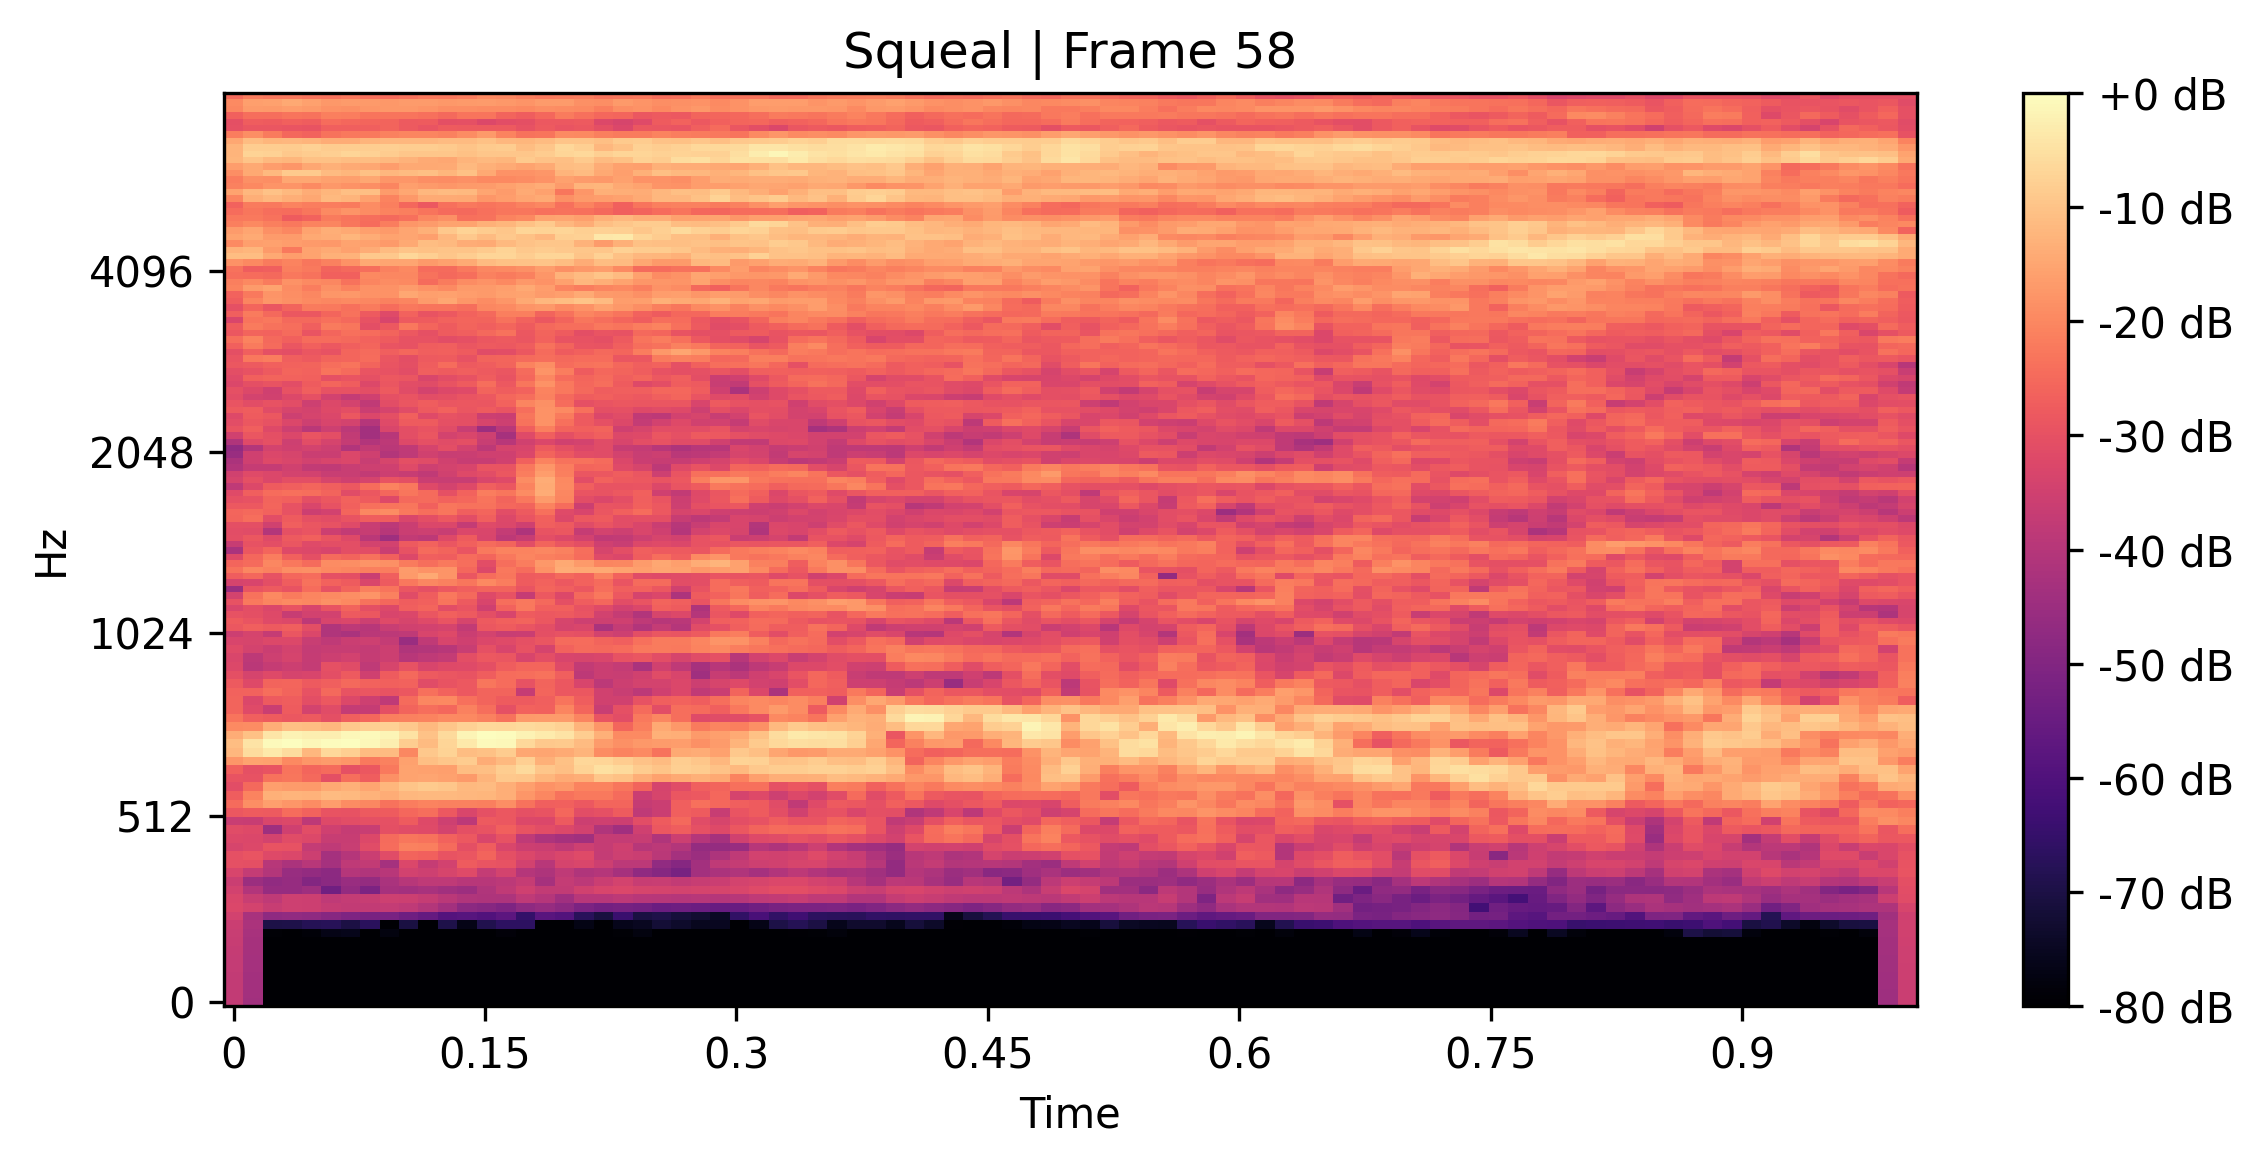 Squeal | Frame 58
Hz
4096
2048
1024
512
0
0 0.15 0.3 0.45 0.6 0.75 0.9
Time
+0 dB
-10 dB
-20 dB
-30 dB
-40 dB
-50 dB
-60 dB
-70 dB
-80 dB